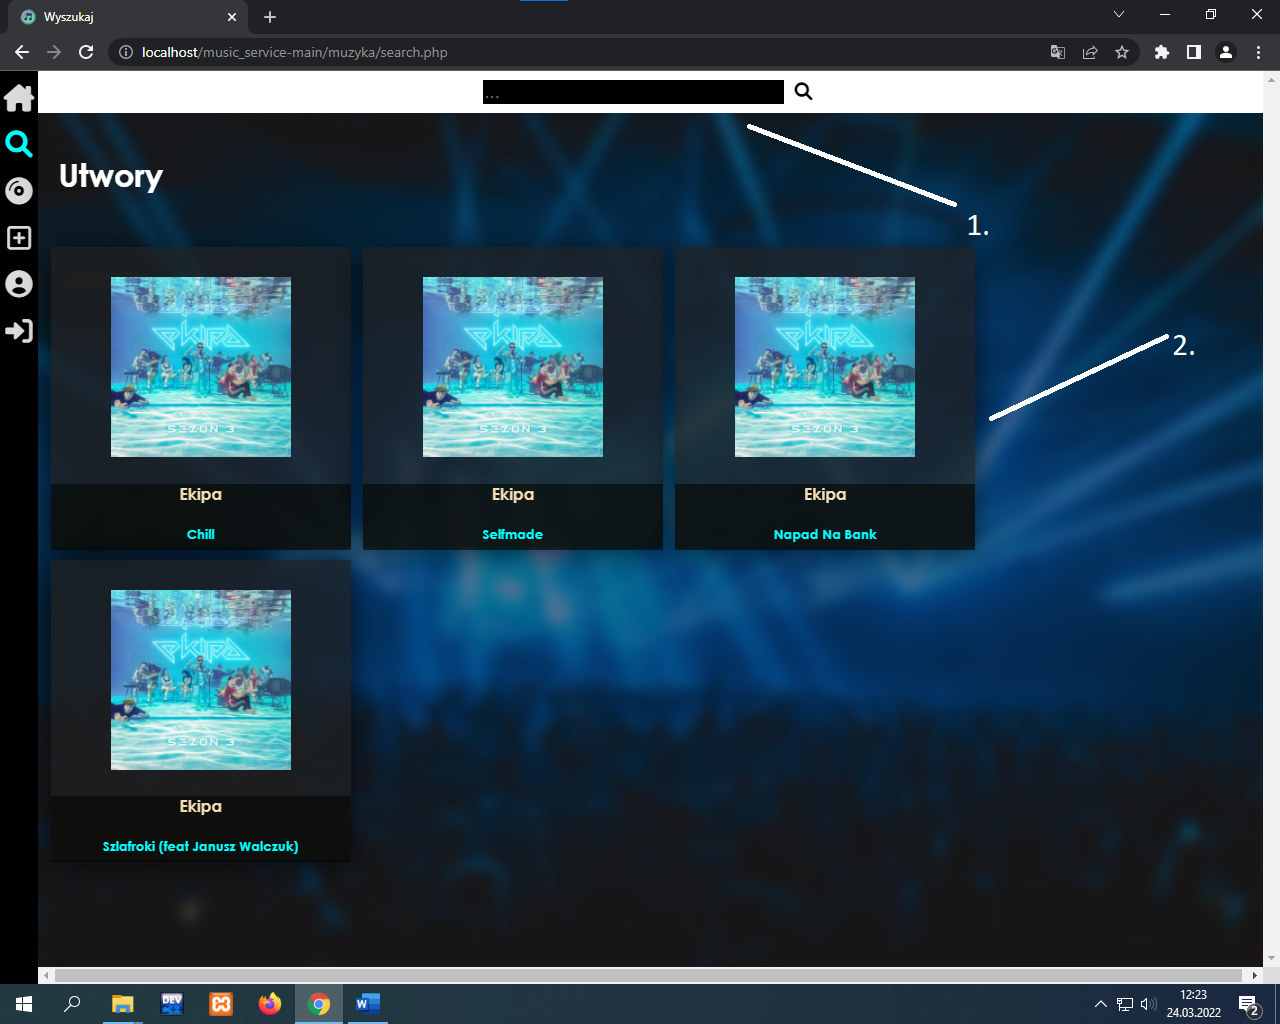 Wyszukaj
localhost/music_service-main/muzyka/search.php
...
Utwory
1.
2.
ekipa
SEZON 3
Ekipa
Chill
ekipa
SEZON 3
Ekipa
Selfmade
ekipa
SEZON 3
Ekipa
Napad Na Bank
ekipa
SEZON 3
Ekipa
Szlafroki (feat Janusz Walczuk)
DEV
C++
W
12:23
24.03.2022
2